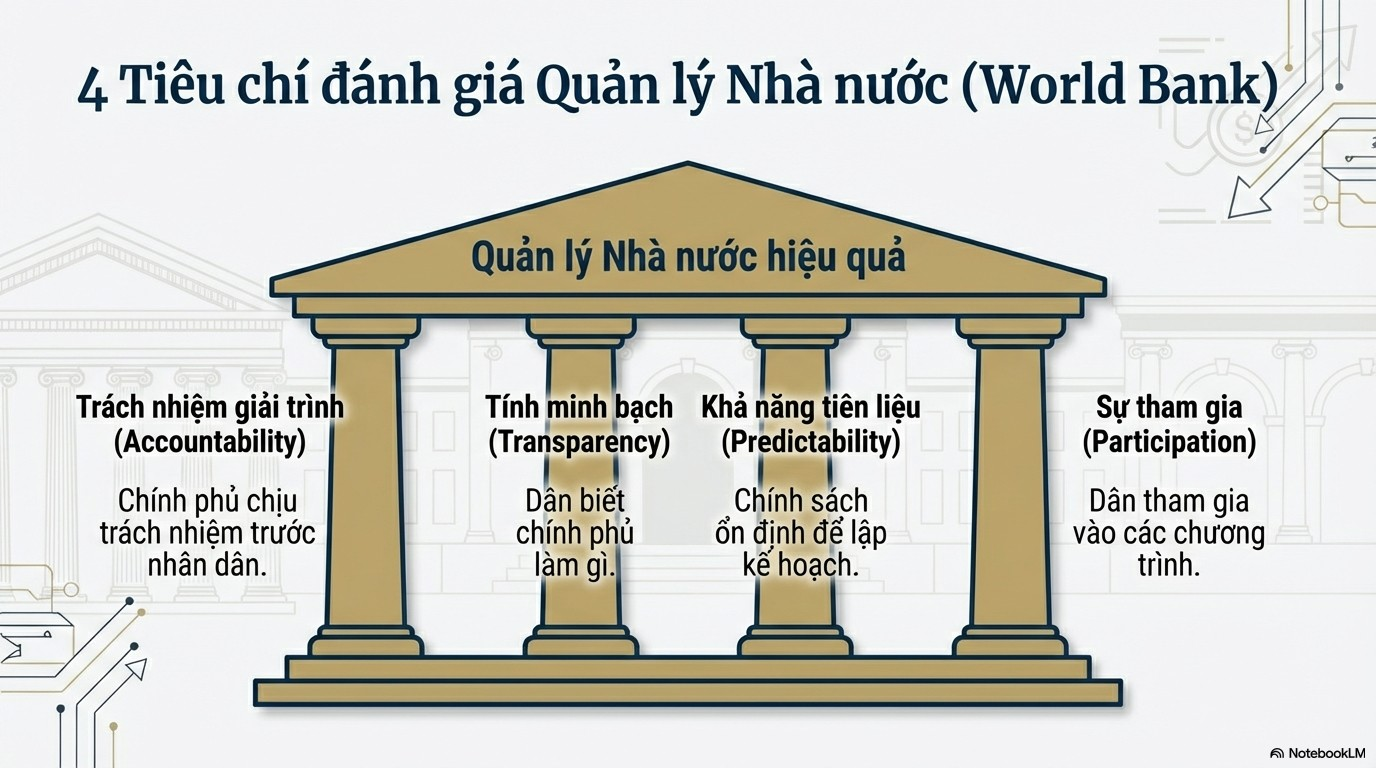 4 Tiêu chí đánh giá Quản lý Nhà nước (World Bank)
Quản lý Nhà nước hiệu quả
Trách nhiệm giải trình
(Accountability)
Chính phủ chịu
trách nhiệm trước
nhân dân.
Tính minh bạch
(Transparency)
Dân biết
chính phủ
làm gì.
Khả năng tiên liệu
(Predictability)
Chính sách
ổn định để lập
kế hoạch.
Sự tham gia
(Participation)
Dân tham gia
vào các chương
trình.
NotebookLM